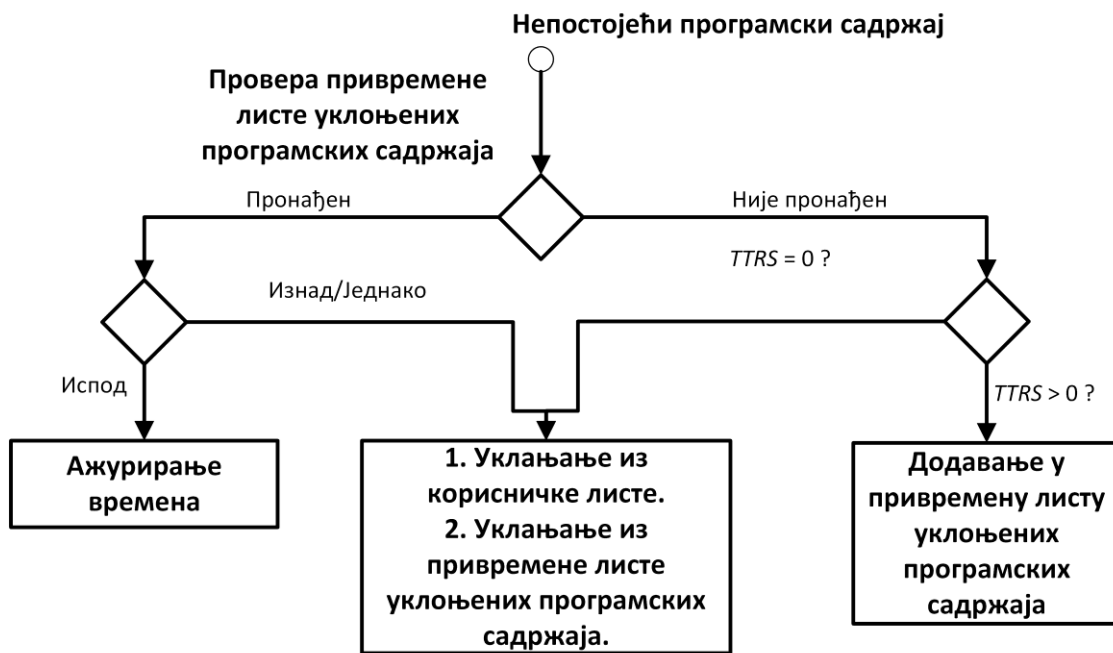 Непостојећи програмски садржај
Провера привремене
листе уклоњених
програмских садржаја
Пронађен
Није пронађен
TTRS = 0 ?
Изнад/Једнако
Испод
TTRS > 0 ?
Ажурирање
времена
1. Уклањање из
корисничке листе.
2. Уклањање из
привремене листе
уклоњених програмских
садржаја.
Додавање у
привремену листу
уклоњених
програмских
садржаја